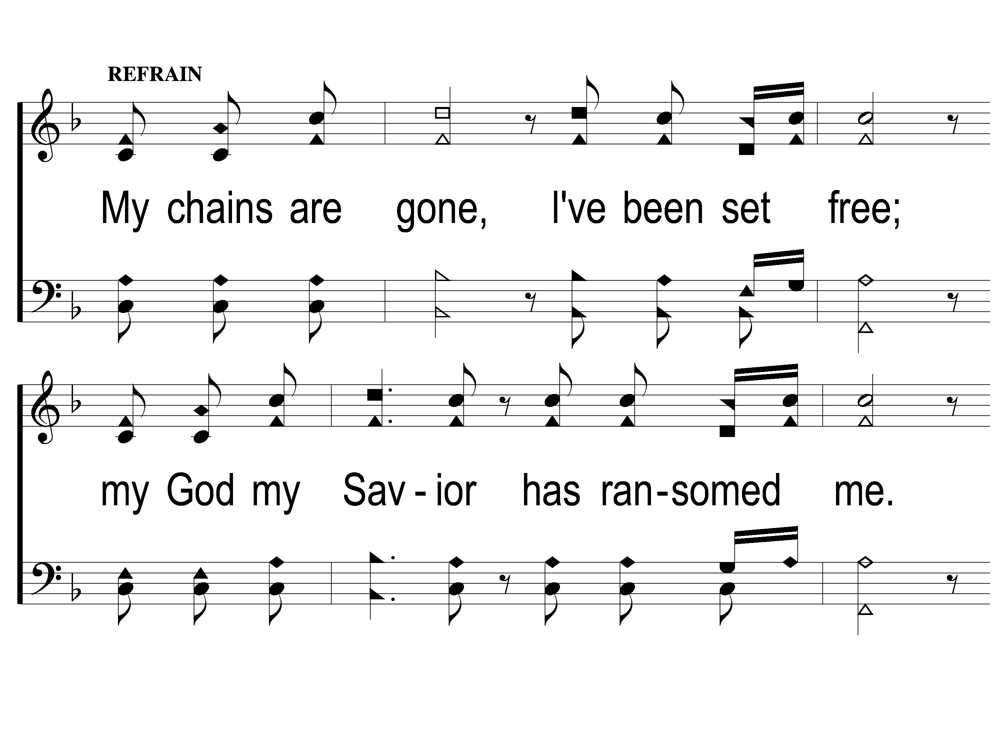 REFRAIN
My chains are gone, I've been set free;
my God my Sav - ior has ran-somed me.